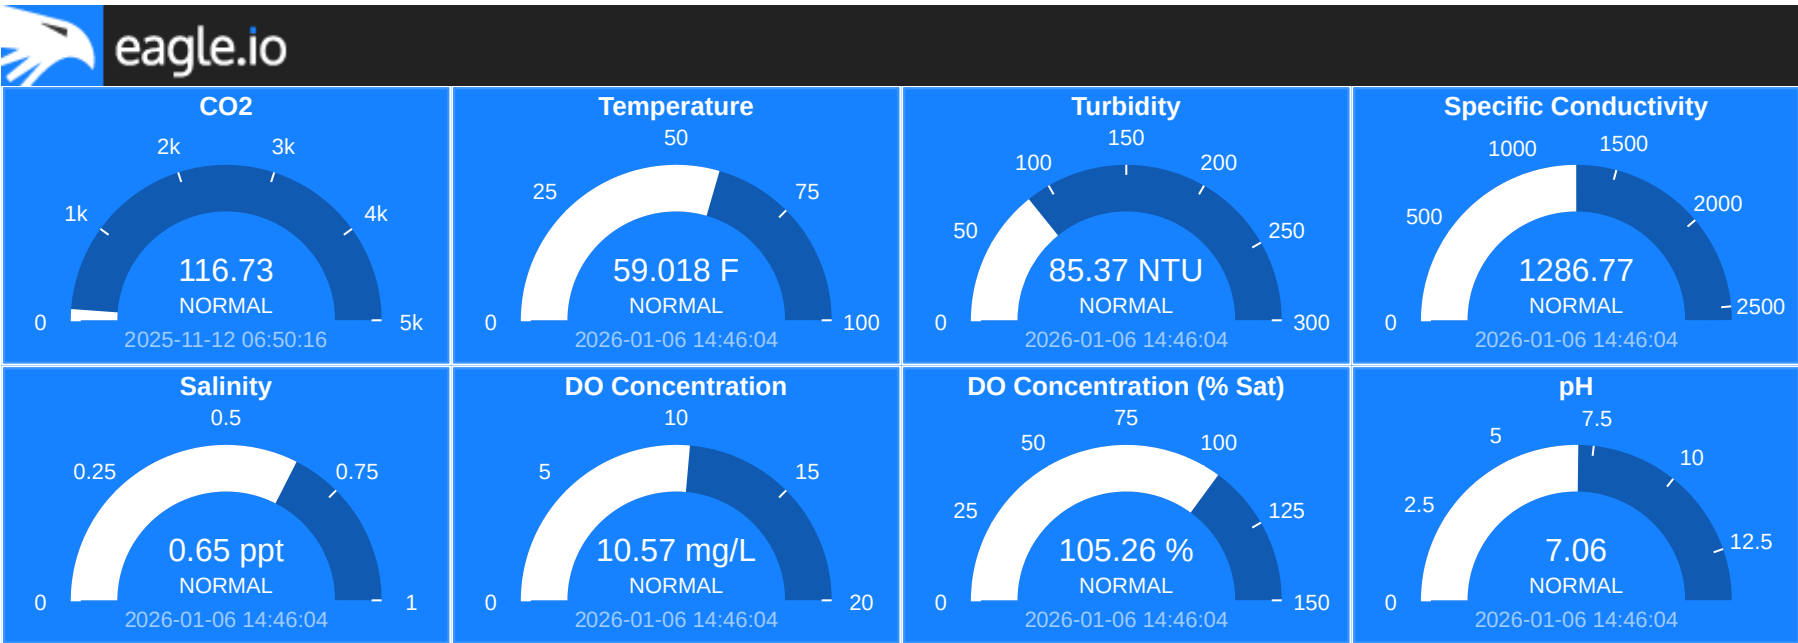 eagle.io
CO2
0
1k
2k
3k
4k
5k
116.73
NORMAL
2025-11-12 06:50:16
Temperature
0
25
50
75
100
59.018 F
NORMAL
2026-01-06 14:46:04
Turbidity
0
50
100
150
200
250
300
85.37 NTU
NORMAL
2026-01-06 14:46:04
Specific Conductivity
0
500
1000
1500
2000
2500
1286.77
NORMAL
2026-01-06 14:46:04
Salinity
0
0.25
0.5
0.75
1
0.65 ppt
NORMAL
2026-01-06 14:46:04
DO Concentration
0
5
10
15
20
10.57 mg/L
NORMAL
2026-01-06 14:46:04
DO Concentration (% Sat)
0
25
50
75
100
125
150
105.26 %
NORMAL
2026-01-06 14:46:04
pH
0
2.5
5
7.5
10
12.5
7.06
NORMAL
2026-01-06 14:46:04